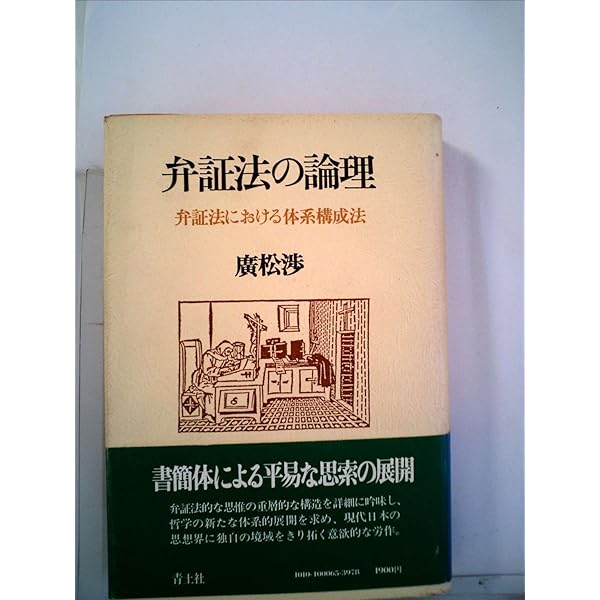 弁証法の論理
弁証法における体系構成法
廣松渉
書簡体による平易な思索の展開
弁証法的な思惟の重層的な構造を詳細に吟味し、
哲学の新たな体系的展開を求め、現代日本の
思想界に独自の境域をきり拓く意欲的な労作。
青土社 1010-100065-3978 1900円